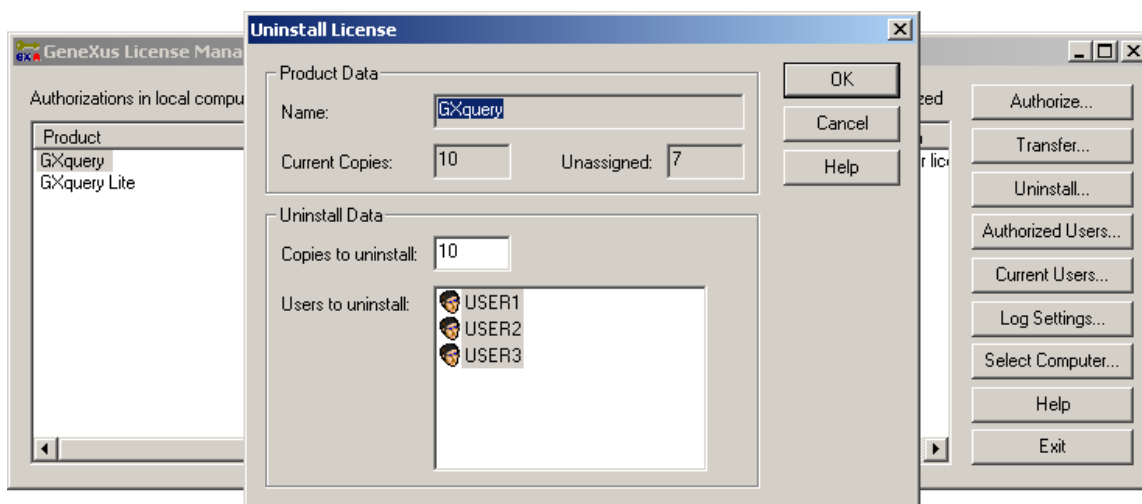 Uninstall License
GeneXus License Mana
Product Data
Name: GXquery
Current Copies: 10 Unassigned: 7
OK
Cancel
Help
Uninstall Data
Copies to uninstall: 10
Users to uninstall: USER1
USER2
USER3
Authorizations in local compu
Product
GXquery
GXquery Lite
zed
r lic
Authorize...
Transfer...
Uninstall...
Authorized Users...
Current Users...
Log Settings...
Select Computer...
Help
Exit